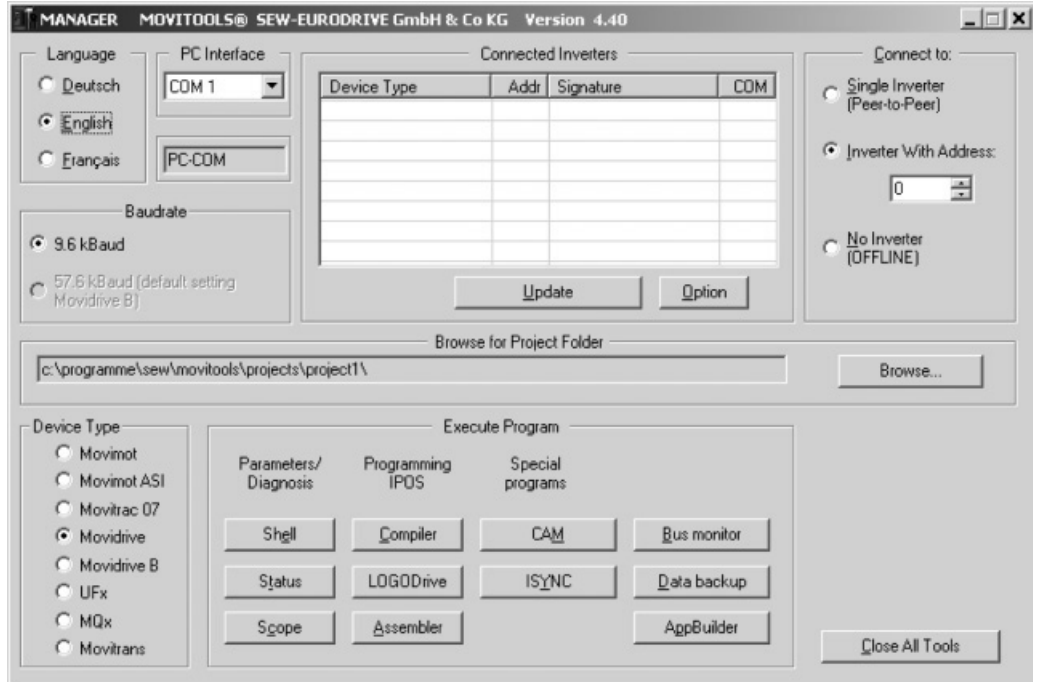 MANAGER MOVITOOLS® SEW-EURODRIVE GmbH & Co KG Version 4.40
Language
Deutsch
English
Français
PC Interface
COM 1
PC-COM
Baudrate
9.6 kBaud
57.6 kBaud (default setting
Movidrive B)
Connected Inverters
Device Type Addr Signature COM
Update Option
Connect to:
Single Inverter
(Peer-to-Peer)
Inverter With Address:
0
No Inverter
(OFFLINE)
Browse for Project Folder
c:\programme\sew\movitools\projects\project1\
Browse...
Device Type
Movimot
Movimot ASI
Movitrac 07
Movidrive
Movidrive B
UFx
MQx
Movitrans
Execute Program
Parameters/
Diagnosis
Programming
IPOS
Special
programs
Shell Compiler CAM Bus monitor
Status LOGODrive ISYNC Data backup
Scope Assembler AppBuilder
Close All Tools